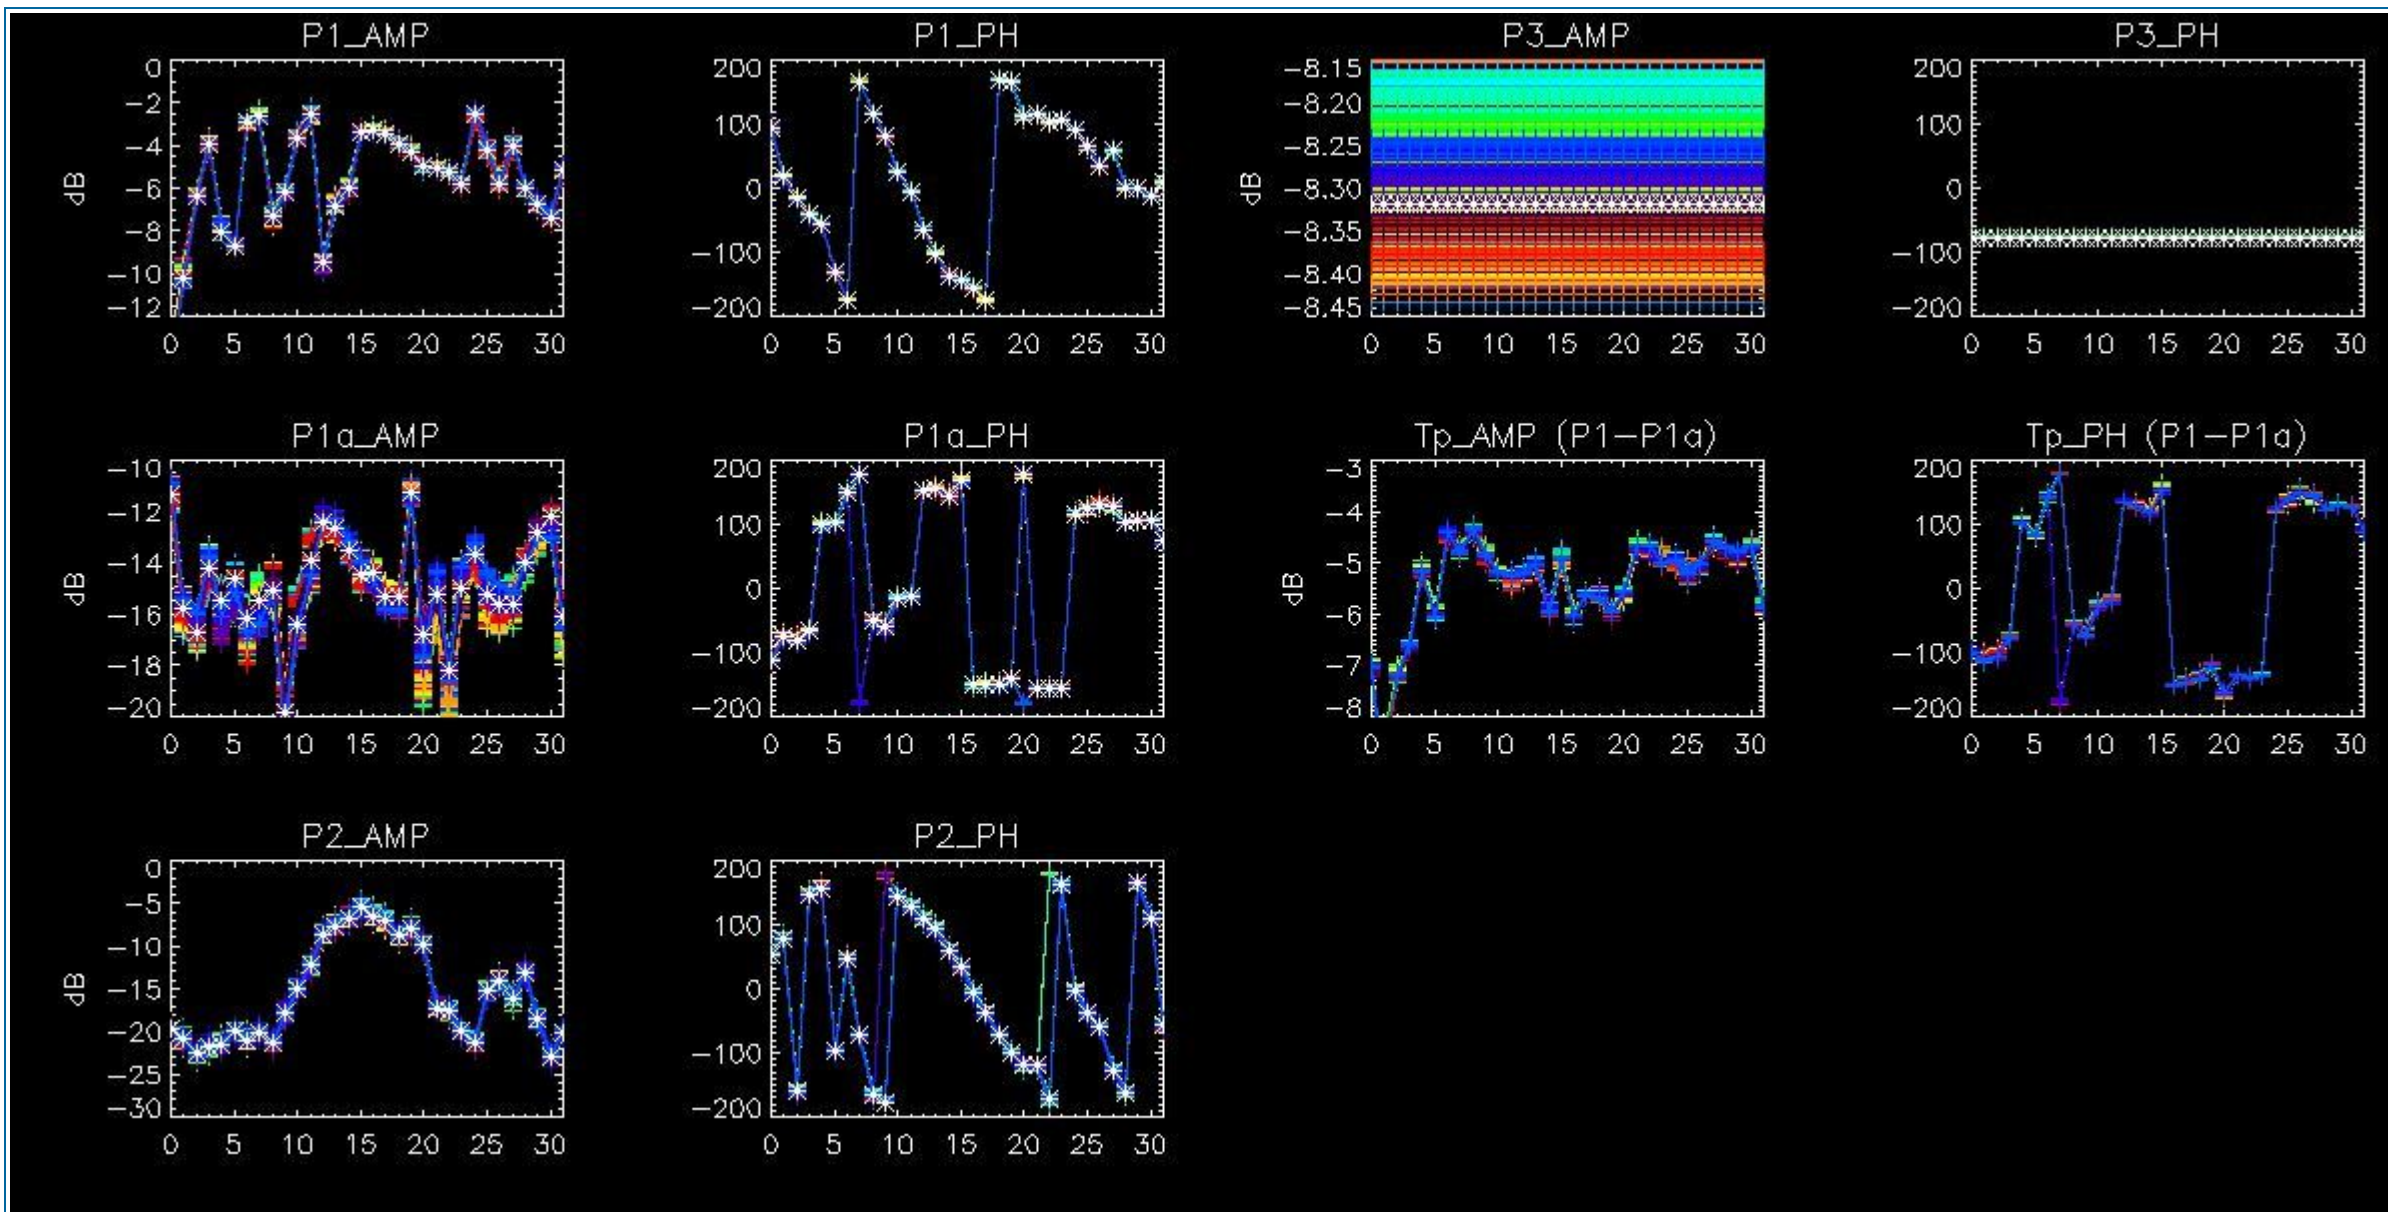 P1_AMP P1_PH P3_AMP P3_PH
0 200 -8.15 200
-2 100 -8.20 100
-4 0 -8.25 0
dB -6 -100 dB -8.30 -100
-8 -200 -8.35 -200
-10 -8.40
-12 -8.45
0 5 10 15 20 25 30 0 5 10 15 20 25 30 0 5 10 15 20 25 30 0 5 10 15 20 25 30
P1a_AMP P1a_PH Tp_AMP (P1-P1a) Tp_PH (P1-P1a)
-10 200 -3 200
-12 100 -4 100
-14 0 -5 0
dB -16 -100 dB -6 -100
-18 -200 -7 -200
-20 -8
0 5 10 15 20 25 30 0 5 10 15 20 25 30 0 5 10 15 20 25 30 0 5 10 15 20 25 30
P2_AMP P2_PH
0 200
-5 100
-10 0
dB -15 -100
-20 -200
-25
-30
0 5 10 15 20 25 30 0 5 10 15 20 25 30